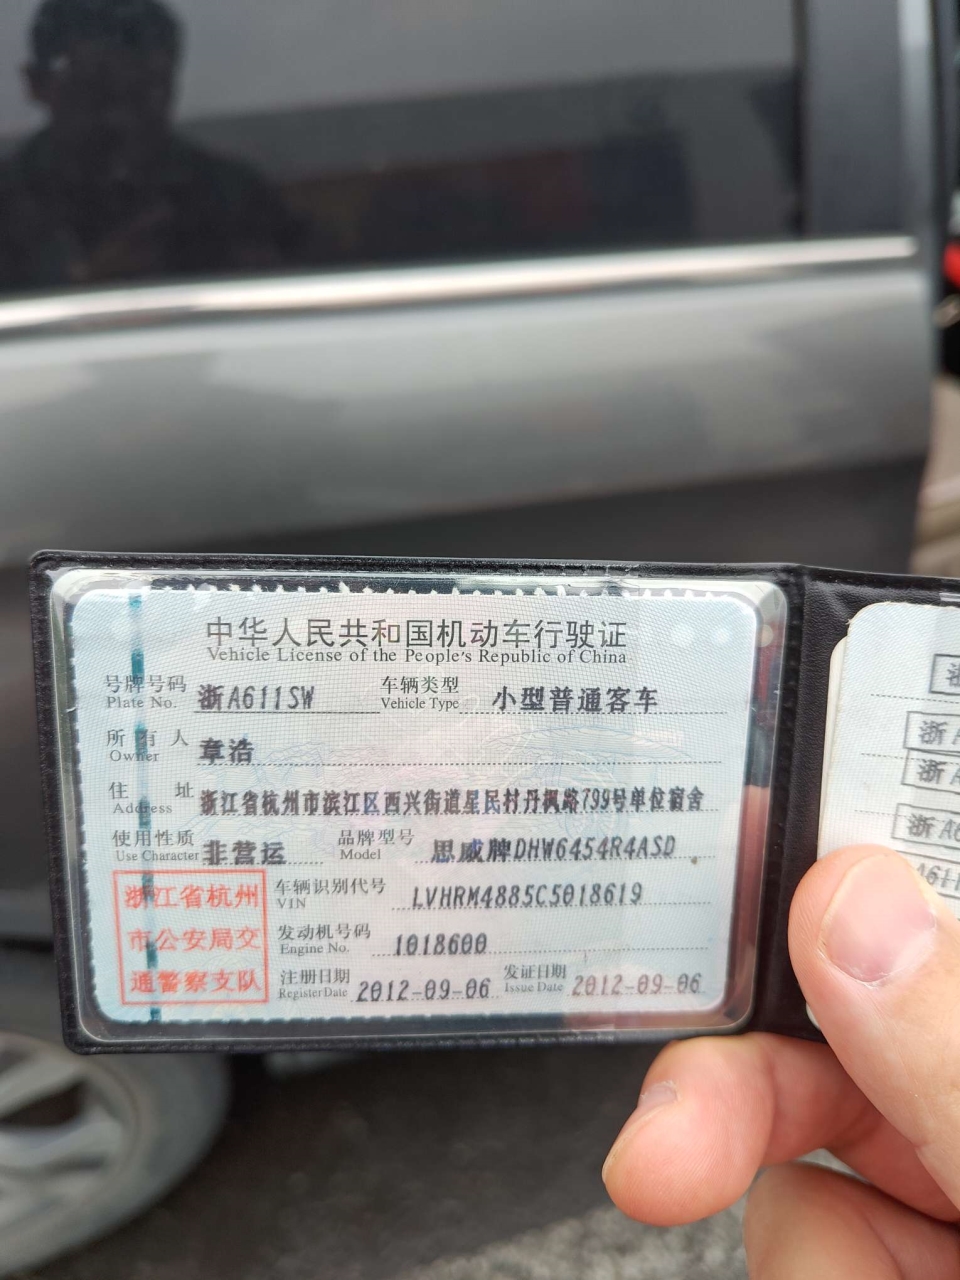 中华人民共和国机动车行驶证
Vehicle License of the People's Republic of China
号牌号码 浙A611SW 车辆类型 小型普通客车
Plate No. Vehicle Type
所有人 章浩
Owner
住址 浙江省杭州市滨江区西兴街道星民村丹枫路799号单位宿舍
Address
使用性质 非营运 品牌型号 思威牌DHW6454R4ASD
Use Character Model
浙江省杭州
市公安局交
通警察支队
车辆识别代号 LVHRM4885C5018619
VIN
发动机号码 1018600
Engine No.
注册日期 2012-09-06 发证日期 2012-09-06
Register Date Issue Date
浙A
浙A
浙A6
A611